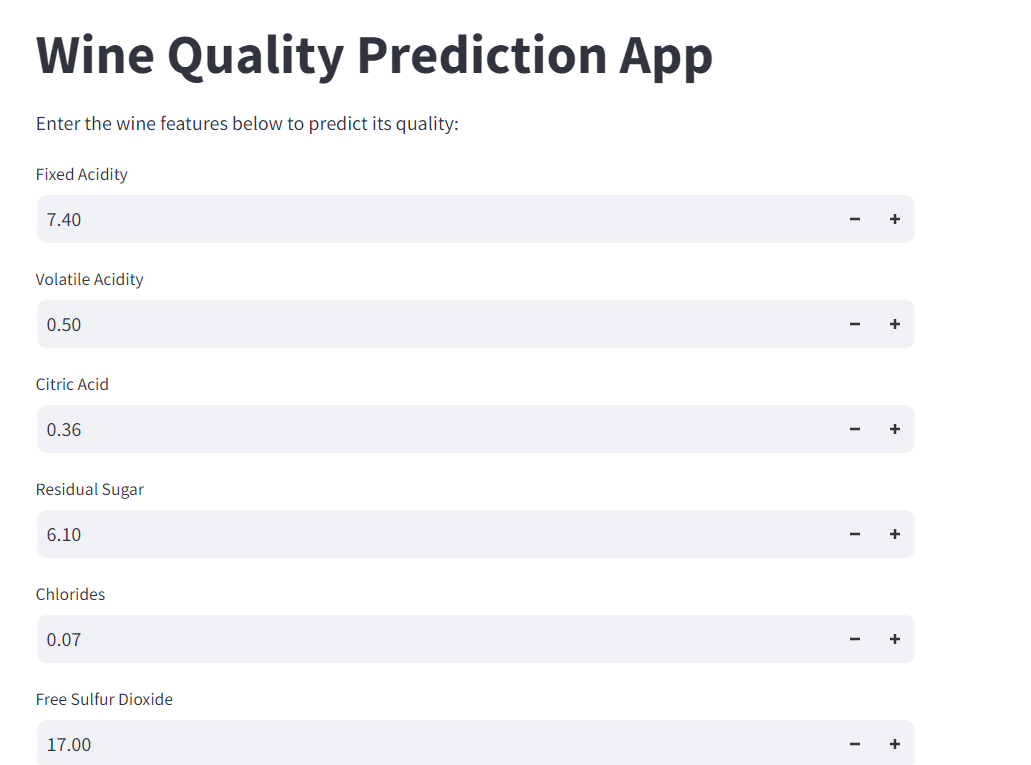 Wine Quality Prediction App
Enter the wine features below to predict its quality:
Fixed Acidity
7.40 − +
Volatile Acidity
0.50 − +
Citric Acid
0.36 − +
Residual Sugar
6.10 − +
Chlorides
0.07 − +
Free Sulfur Dioxide
17.00 − +